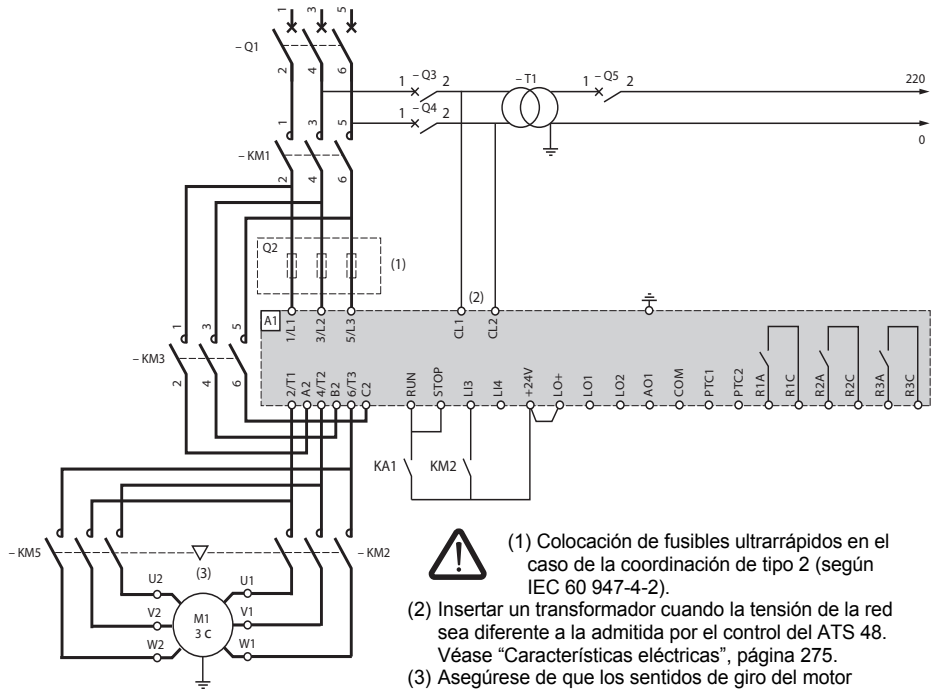 1 3 5
– Q1
2 4 6
1 – Q3 2
– T1
1 – Q5 2
220
1 – Q4 2
0
1 3 5
– KM1
2 4 6
Q2
(1)
(2)
A1
1/L1 3/L2 5/L3 CL1 CL2
1 3 5
– KM3
2 4 6
2/T1 A2 4/T2 B2 6/T3 C2 RUN STOP LI3 LI4 +24V LO+ LO1 LO2 AO1 COM PTC1 PTC2 R1A R1C R2A R2C R3A R3C
KA1 KM2
– KM5
– KM2
(3)
U2 U1
V2 V1
M1
3 C
W2 W1
(1) Colocación de fusibles ultrarrápidos en el
caso de la coordinación de tipo 2 (según
IEC 60 947-4-2).
(2) Insertar un transformador cuando la tensión de la red
sea diferente a la admitida por el control del ATS 48.
Véase “Características eléctricas”, página 275.
(3) Asegúrese de que los sentidos de giro del motor